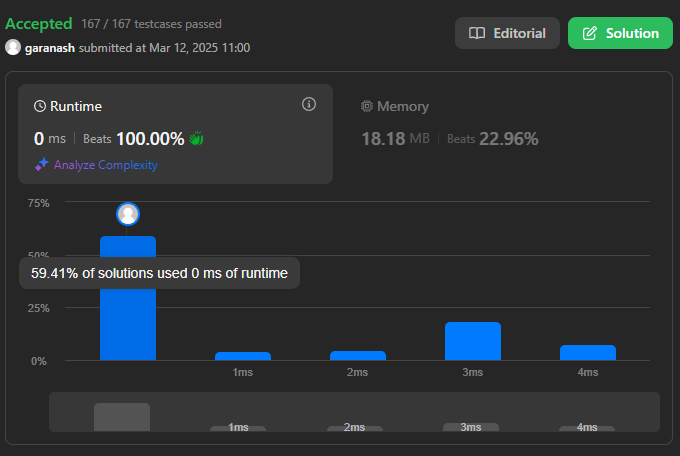 Accepted 167 / 167 testcases passed
garanash submitted at Mar 12, 2025 11:00
Editorial
Solution
Runtime
0 ms | Beats 100.00%
Analyze Complexity
Memory
18.18 MB | Beats 22.96%
75%
50%
59.41% of solutions used 0 ms of runtime
25%
0%
1ms 2ms 3ms 4ms
1ms 2ms 3ms 4ms